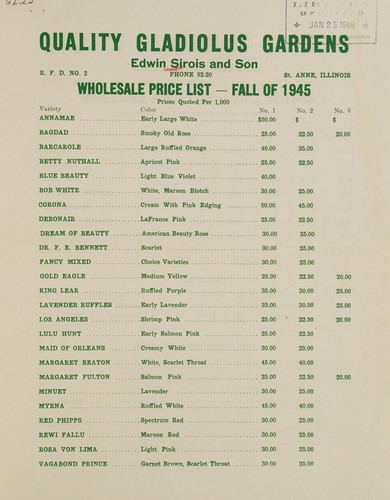 JAN 25 1946
QUALITY GLADIOLUS GARDENS
Edwin Sirois and Son
R. F. D. NO. 2 PHONE 92-20 St. ANNE, ILLINOIS
WHOLESALE PRICE LIST — FALL OF 1945
Prices Quoted Per 1,000
Variety Color No. 1 No. 2 No. 3
ANNAMAE Early Large White $50.00 $ $
BAGDAD Smoky Old Rose 25.00 22.50 20.00
BARCAROLE Large Ruffled Orange 40.00 35.00
BETTY NUTHALL Apricot Pink 25.00 22.50
BLUE BEAUTY Light Blue Violet 40.00
BOB WHITE White, Maroon Blotch 30.00 25.00
CORONA Cream With Pink Edging 50.00 45.00
DEBONAIR LaFrance Pink 25.00 22.50
DREAM OF BEAUTY American Beauty Rose 30.00 25.00
DR. F. E. BENNETT Scarlet 30.00 25.00
FANCY MIXED Choice Varieties 30.00 25.00
GOLD EAGLE Medium Yellow 25.00 22.50 20.00
KING LEAR Ruffled Purple 35.00 30.00 25.00
LAVENDER RUFFLES Early Lavender 35.00 30.00 25.00
LOS ANGELES Shrimp Pink 25.00 22.50 20.00
LULU HUNT Early Salmon Pink 25.00 22.50
MAID OF ORLEANS Creamy White 30.00 25.00
MARGARET BEATON White, Scarlet Throat 45.00 40.00
MARGARET FULTON Salmon Pink 25.00 22.50 20.00
MINUET Lavender 30.00 25.00
MYRNA Ruffled White 45.00 40.00
RED PHIPPS Spectrum Red 30.00 25.00
REWI FALLU Maroon Red 30.00 25.00
ROSA VON LIMA Light Pink 30.00 25.00
VAGABOND PRINCE Garnet Brown, Scarlet Throat 30.00 25.00